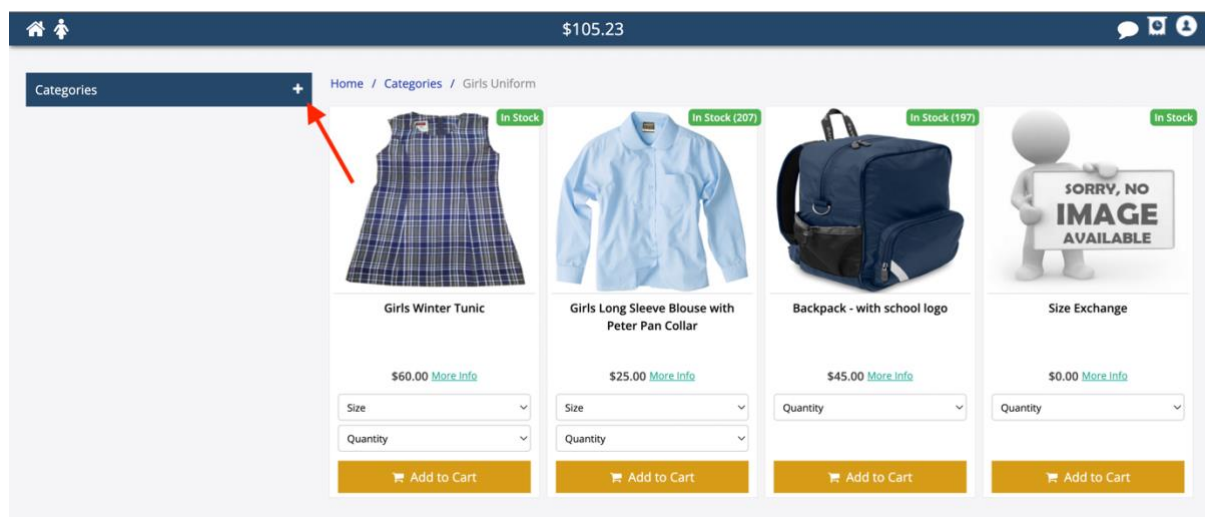 $105.23
Categories
Home / Categories / Girls Uniform
In Stock
In Stock (207)
In Stock (197)
In Stock
SORRY, NO
IMAGE
AVAILABLE
Girls Winter Tunic
Girls Long Sleeve Blouse with
Peter Pan Collar
Backpack - with school logo
Size Exchange
$60.00 More Info
$25.00 More Info
$45.00 More Info
$0.00 More Info
Size
Size
Quantity
Quantity
Quantity
Quantity
Add to Cart
Add to Cart
Add to Cart
Add to Cart